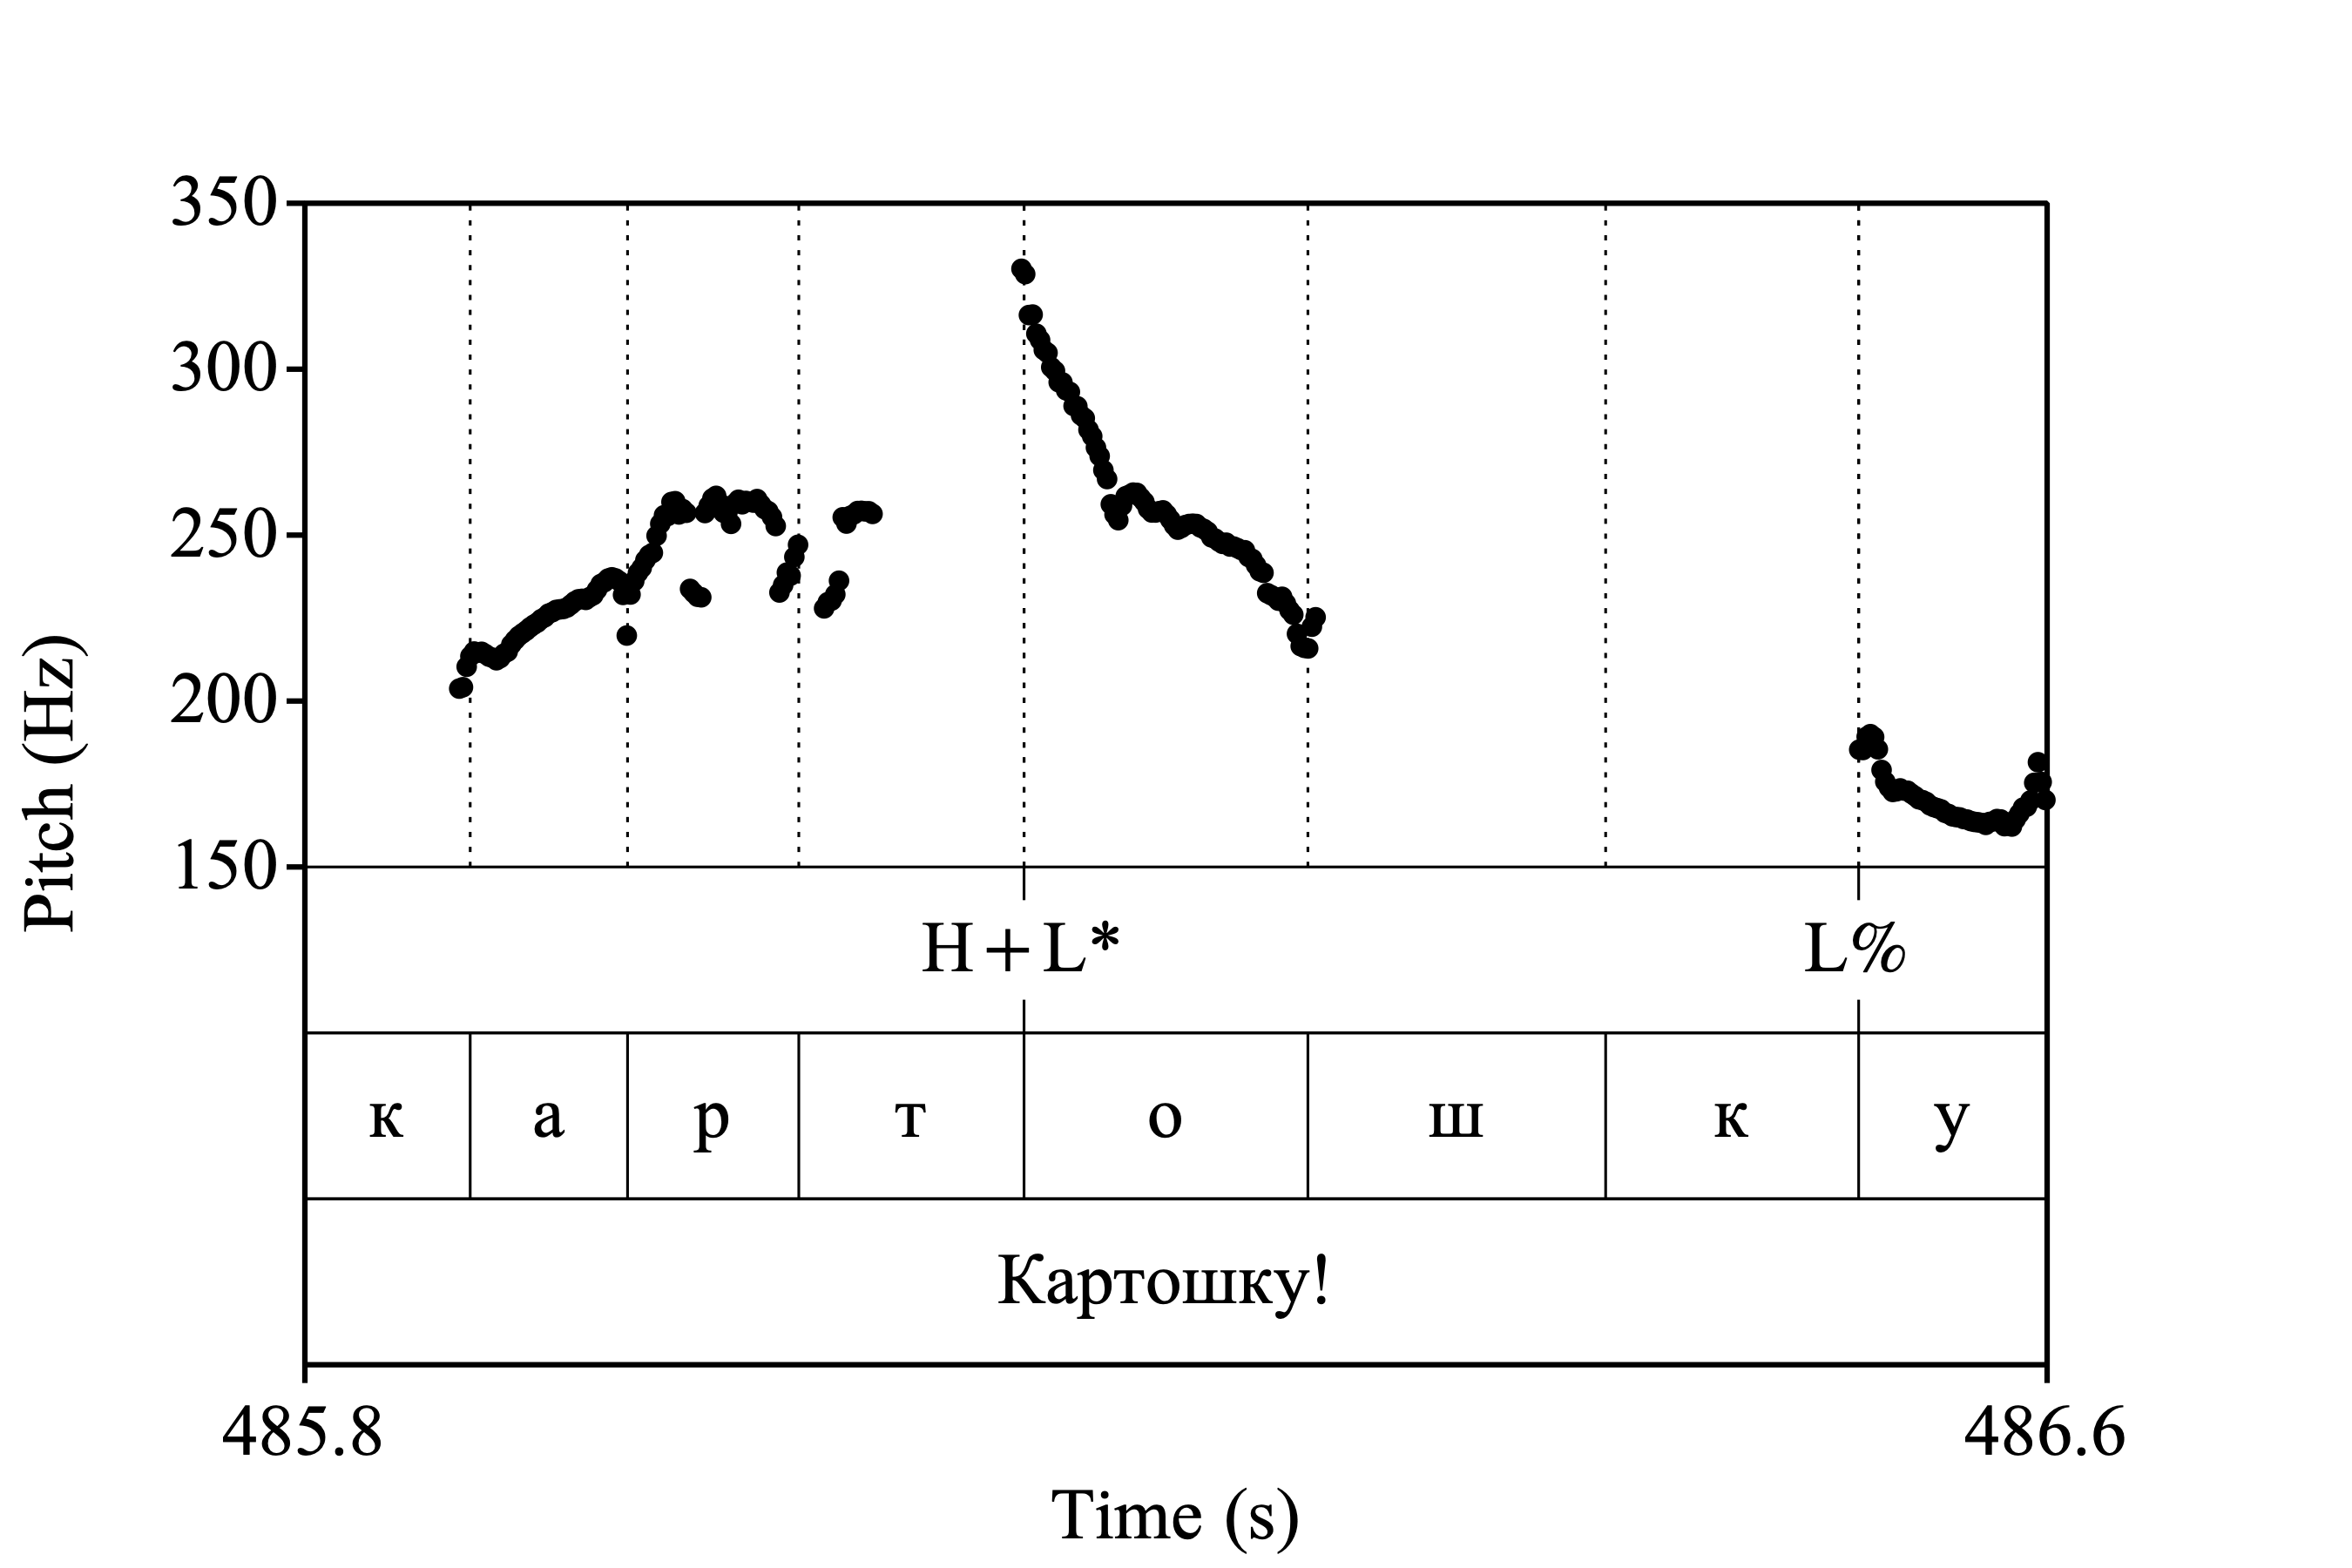 350
300
250
200
150
Pitch (Hz)
H+L* L%
к а р т о ш к у
Картошку!
485.8 486.6
Time (s)